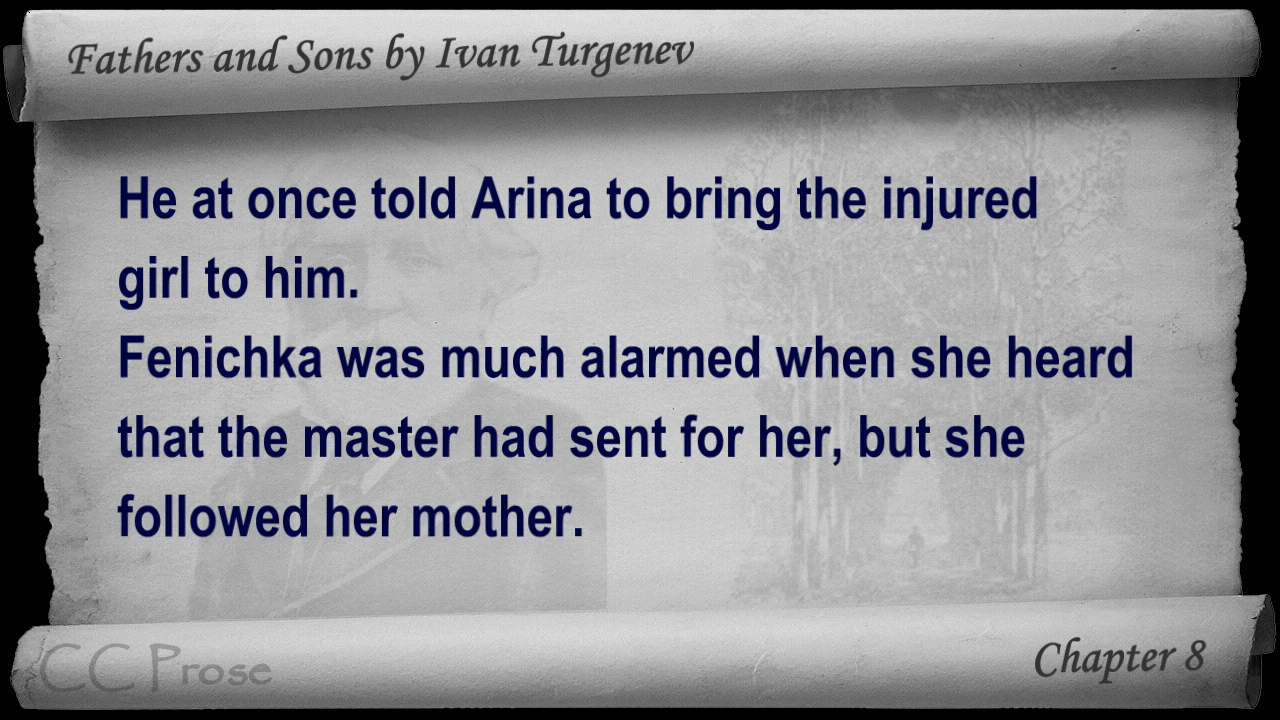 Fathers and Sons by Ivan Turgenev
He at once told Arina to bring the injured
girl to him.
Fenichka was much alarmed when she heard
that the master had sent for her, but she
followed her mother.
CC Prose
Chapter 8